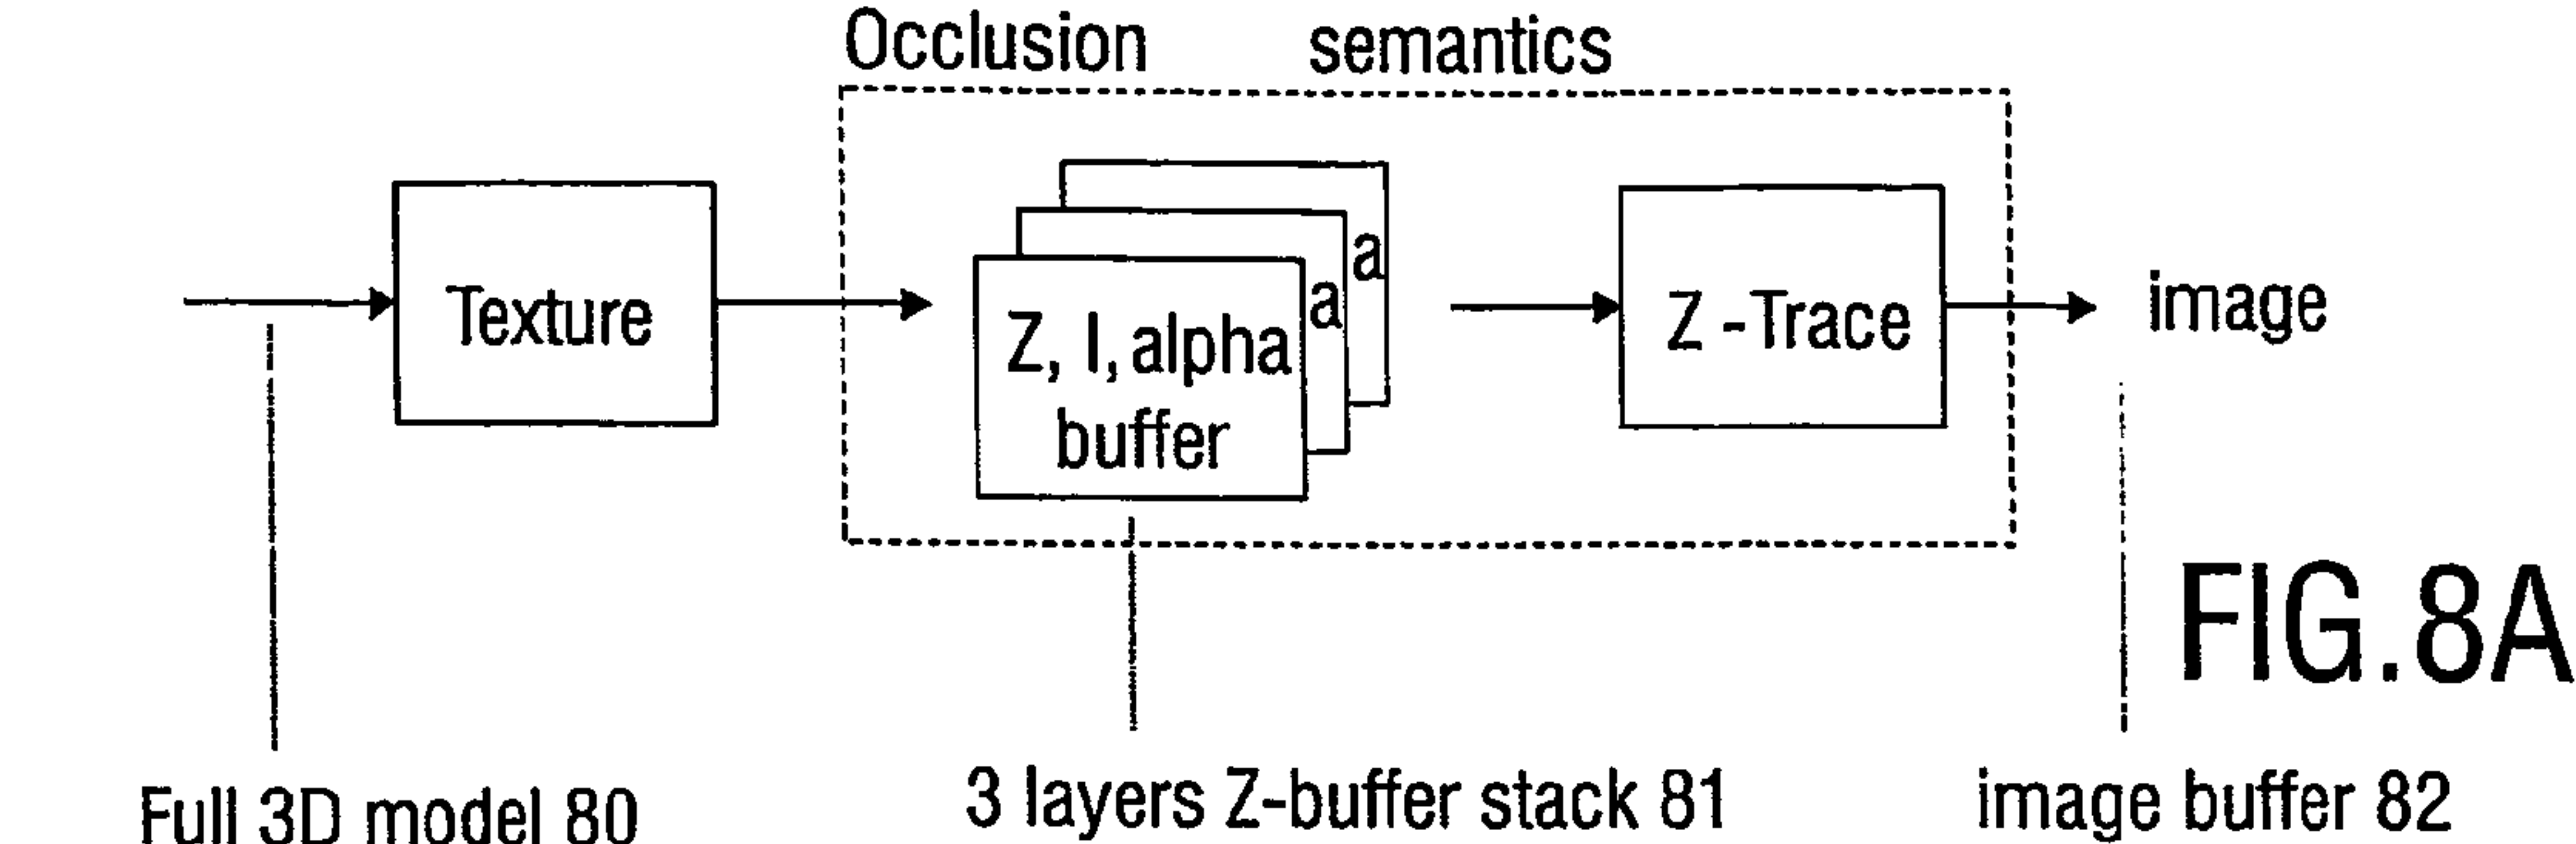 Occlusion semantics
Texture
Z, I, alpha
buffer
a
a
Z -Trace
image
FIG.8A
Full 3D model 80
3 layers Z-buffer stack 81
image buffer 82